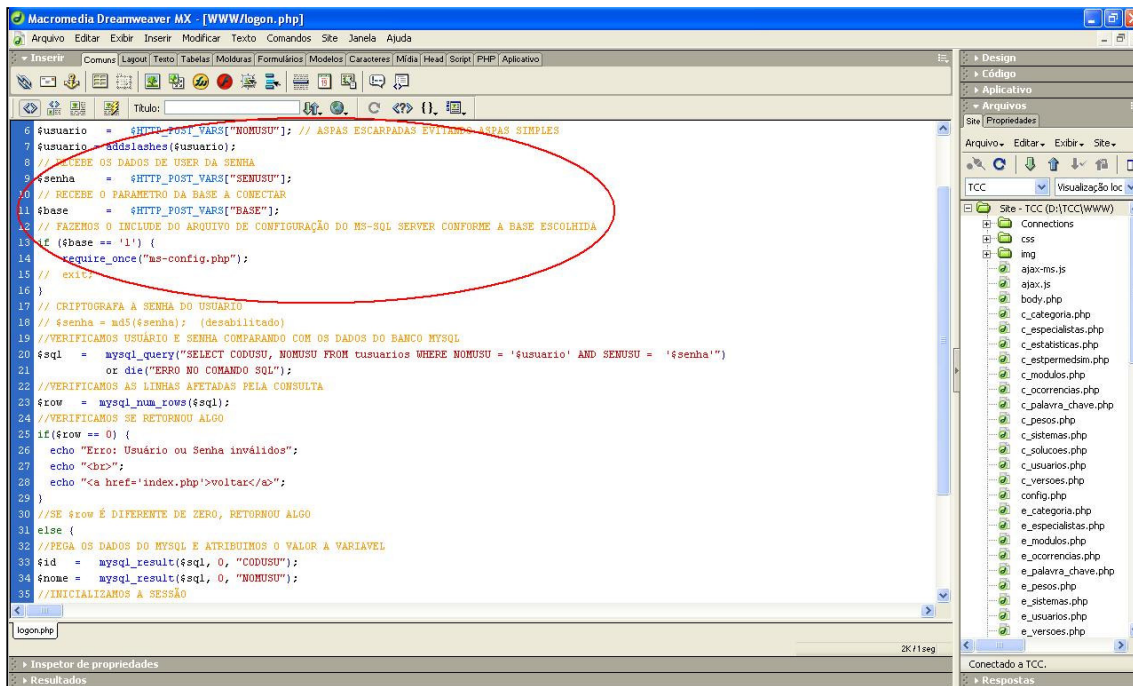 Macromedia Dreamweaver MX - [WWW/logon.php]
Arquivo Editar Exibir Inserir Modificar Texto Comandos Site Janela Ajuda
Inserir Comuns Layout Texto Tabelas Molduras Formulários Modelos Caracteres Mídia Head Script PHP Aplicativo
Título:
6 $usuario = $HTTP_POST_VARS["NOMUSU"]; // ASPAS ESCARPADAS EVITANDO ASPAS SIMPLES
7 $usuario = addslashes($usuario);
8 // RECEBE OS DADOS DE USER DA SENHA
9 $senha = $HTTP_POST_VARS["SENUSU"];
10 // RECEBE O PARAMETRO DA BASE A CONECTAR
11 $base = $HTTP_POST_VARS["BASE"];
12 // FAZEMOS O INCLUDE DO ARQUIVO DE CONFIGURAÇÃO DO MS-SQL SERVER CONFORME A BASE ESCOLHIDA
13 if ($base == '1') {
14 require_once("ms-config.php");
15 // exit;
16 }
17 // CRIPTOGRAFA A SENHA DO USUARIO
18 // $senha = md5($senha); (desabilitado)
19 //VERIFICAMOS USUÁRIO E SENHA COMPARANDO COM OS DADOS DO BANCO MYSQL
20 $sql = mysql_query("SELECT CODUSU, NOMUSU FROM tusuarios WHERE NOMUSU = '$usuario' AND SENUSU = '$senha'")
21 or die("ERRO NO COMANDO SQL");
22 //VERIFICAMOS AS LINHAS AFETADAS PELA CONSULTA
23 $row = mysql_num_rows($sql);
24 //VERIFICAMOS SE RETORNOU ALGO
25 if($row == 0) {
26 echo "Erro: Usuário ou Senha inválidos";
27 echo "<br>";
28 echo "<a href='index.php'>voltar</a>";
29 }
30 //SE $row É DIFERENTE DE ZERO, RETORNOU ALGO
31 else {
32 //PEGA OS DADOS DO MYSQL E ATRIBUIMOS O VALOR A VARIAVEL
33 $id = mysql_result($sql, 0, "CODUSU");
34 $nome = mysql_result($sql, 0, "NOMUSU");
35 //INICIALIZAMOS A SESSÃO
logon.php
2K / 1 seg
Inspetor de propriedades
Resultados
Design
Código
Aplicativo
Arquivos
Site Propriedades
Arquivo Editar Exibir Site
TCC Visualização loc
Site - TCC (D:\TCC\WWW)
Connections
css
img
ajax-ms.js
ajax.js
body.php
c_categoria.php
c_especialistas.php
c_estatisticas.php
c_estpermedsim.php
c_modulos.php
c_ocorrencias.php
c_palavra_chave.php
c_pesos.php
c_sistemas.php
c_solucoes.php
c_usuarios.php
c_versoes.php
config.php
e_categoria.php
e_especialistas.php
e_modulos.php
e_ocorrencias.php
e_palavra_chave.php
e_pesos.php
e_sistemas.php
e_usuarios.php
e_versoes.php
Conectado a TCC.
Respostas